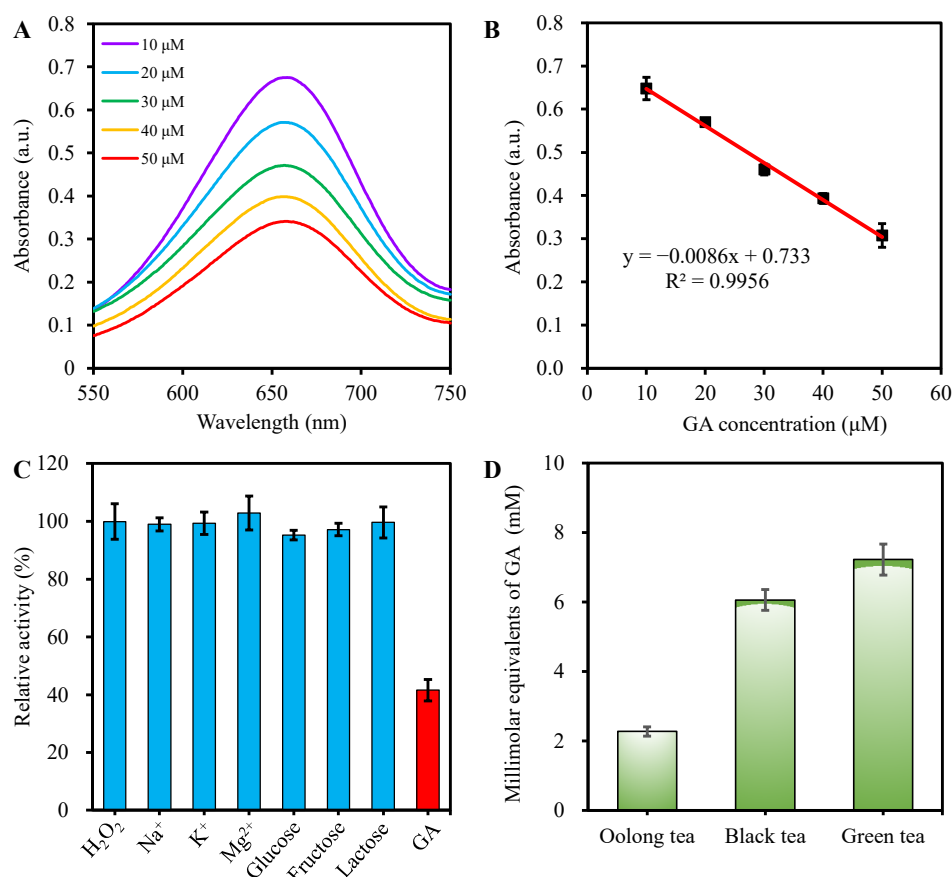 A
0.8
0.7
0.6
0.5
0.4
0.3
0.2
0.1
0
550
600
650
700
750
Absorbance (a.u.)
Wavelength (nm)
10 μM
20 μM
30 μM
40 μM
50 μM
B
0.8
0.7
0.6
0.5
0.4
0.3
0.2
0.1
0.0
0
10
20
30
40
50
60
Absorbance (a.u.)
GA concentration (μM)
y = −0.0086x + 0.733
R² = 0.9956
C
120
100
80
60
40
20
0
Relative activity (%)
H₂O₂
Na⁺
K⁺
Mg²⁺
Glucose
Fructose
Lactose
GA
D
10
8
6
4
2
0
Millimolar equivalents of GA (mM)
Oolong tea
Black tea
Green tea